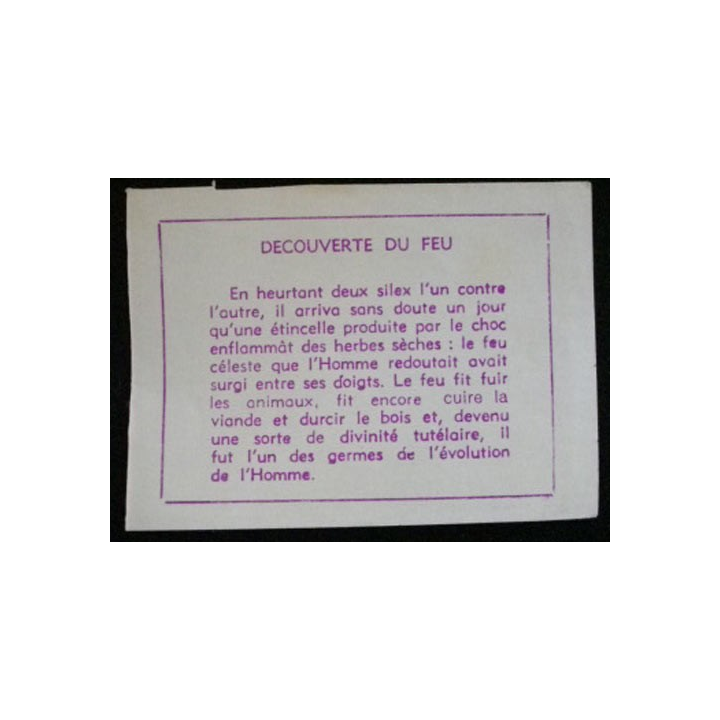 DECOUVERTE DU FEU
En heurtant deux silex l'un contre
l'autre, il arriva sans doute un jour
qu'une étincelle produite par le choc
enflammât des herbes sèches : le feu
céleste que l'Homme redoutait avait
surgi entre ses doigts. Le feu fit fuir
les animaux, fit encore cuire la
viande et durcir le bois et, devenu
une sorte de divinité tutélaire, il
fut l'un des germes de l'évolution
de l'Homme.